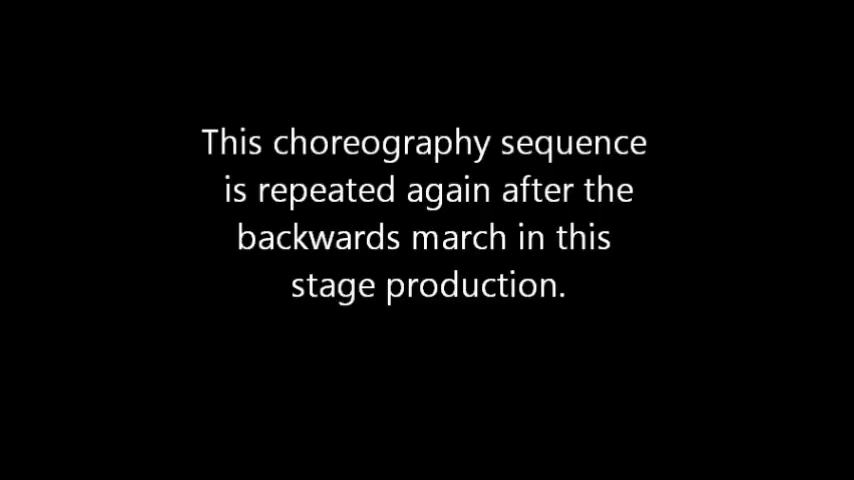 This choreography sequence
is repeated again after the
backwards march in this
stage production.